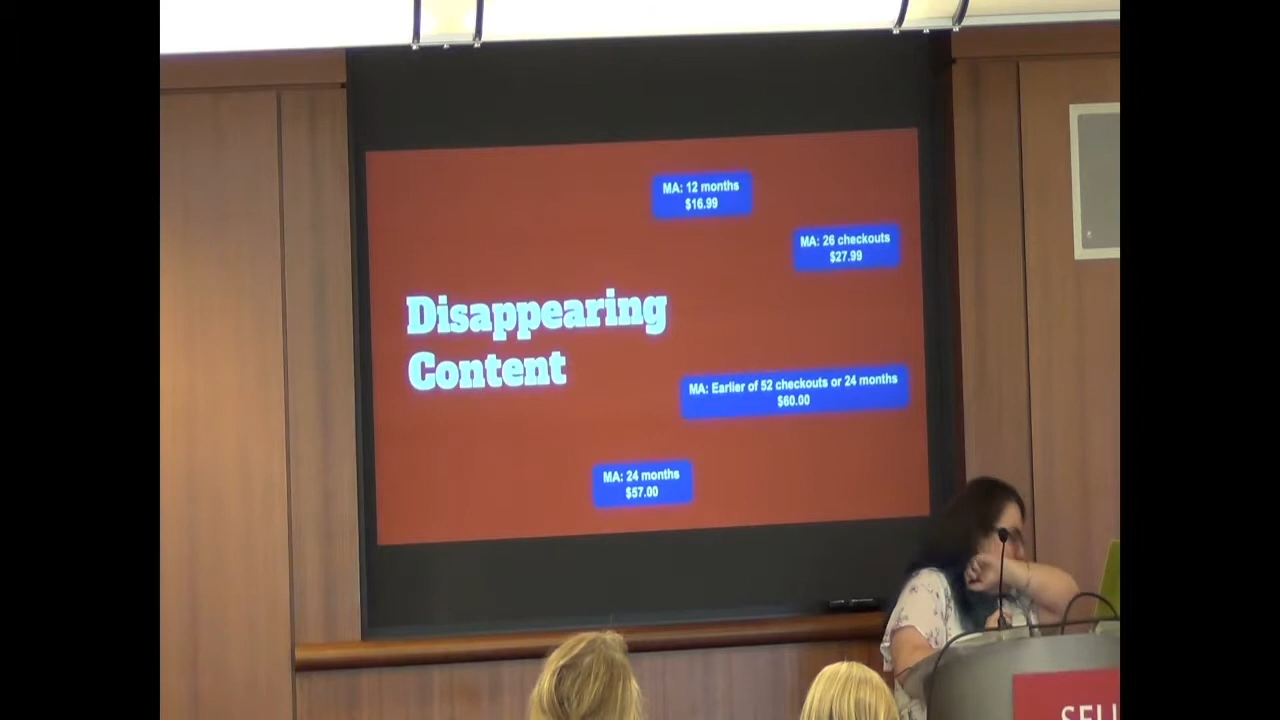 MA: 12 months
$16.99
MA: 26 checkouts
$27.99
Disappearing
Content
MA: Earlier of 52 checkouts or 24 months
$60.00
MA: 24 months
$57.00